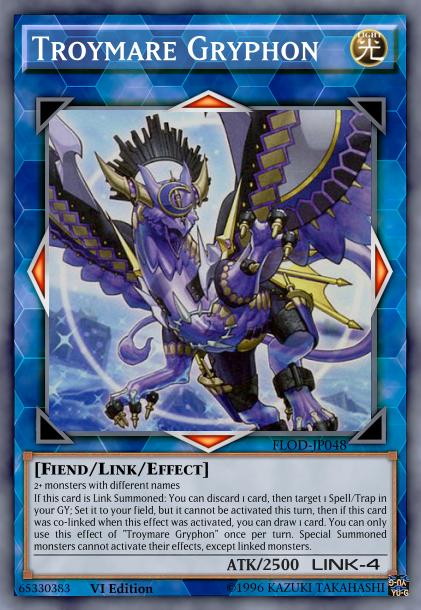 TROYMARE GRYPHON
LIGHT
光
FLOD-JP048
[FIEND/LINK/EFFECT]
2+ monsters with different names
If this card is Link Summoned: You can discard 1 card, then target 1 Spell/Trap in
your GY; Set it to your field, but it cannot be activated this turn, then if this card
was co-linked when this effect was activated, you can draw 1 card. You can only
use this effect of "Troymare Gryphon" once per turn. Special Summoned
monsters cannot activate their effects, except linked monsters.
ATK/2500 LINK-4
65330383 VI Edition ©1996 KAZUKI TAKAHASHI